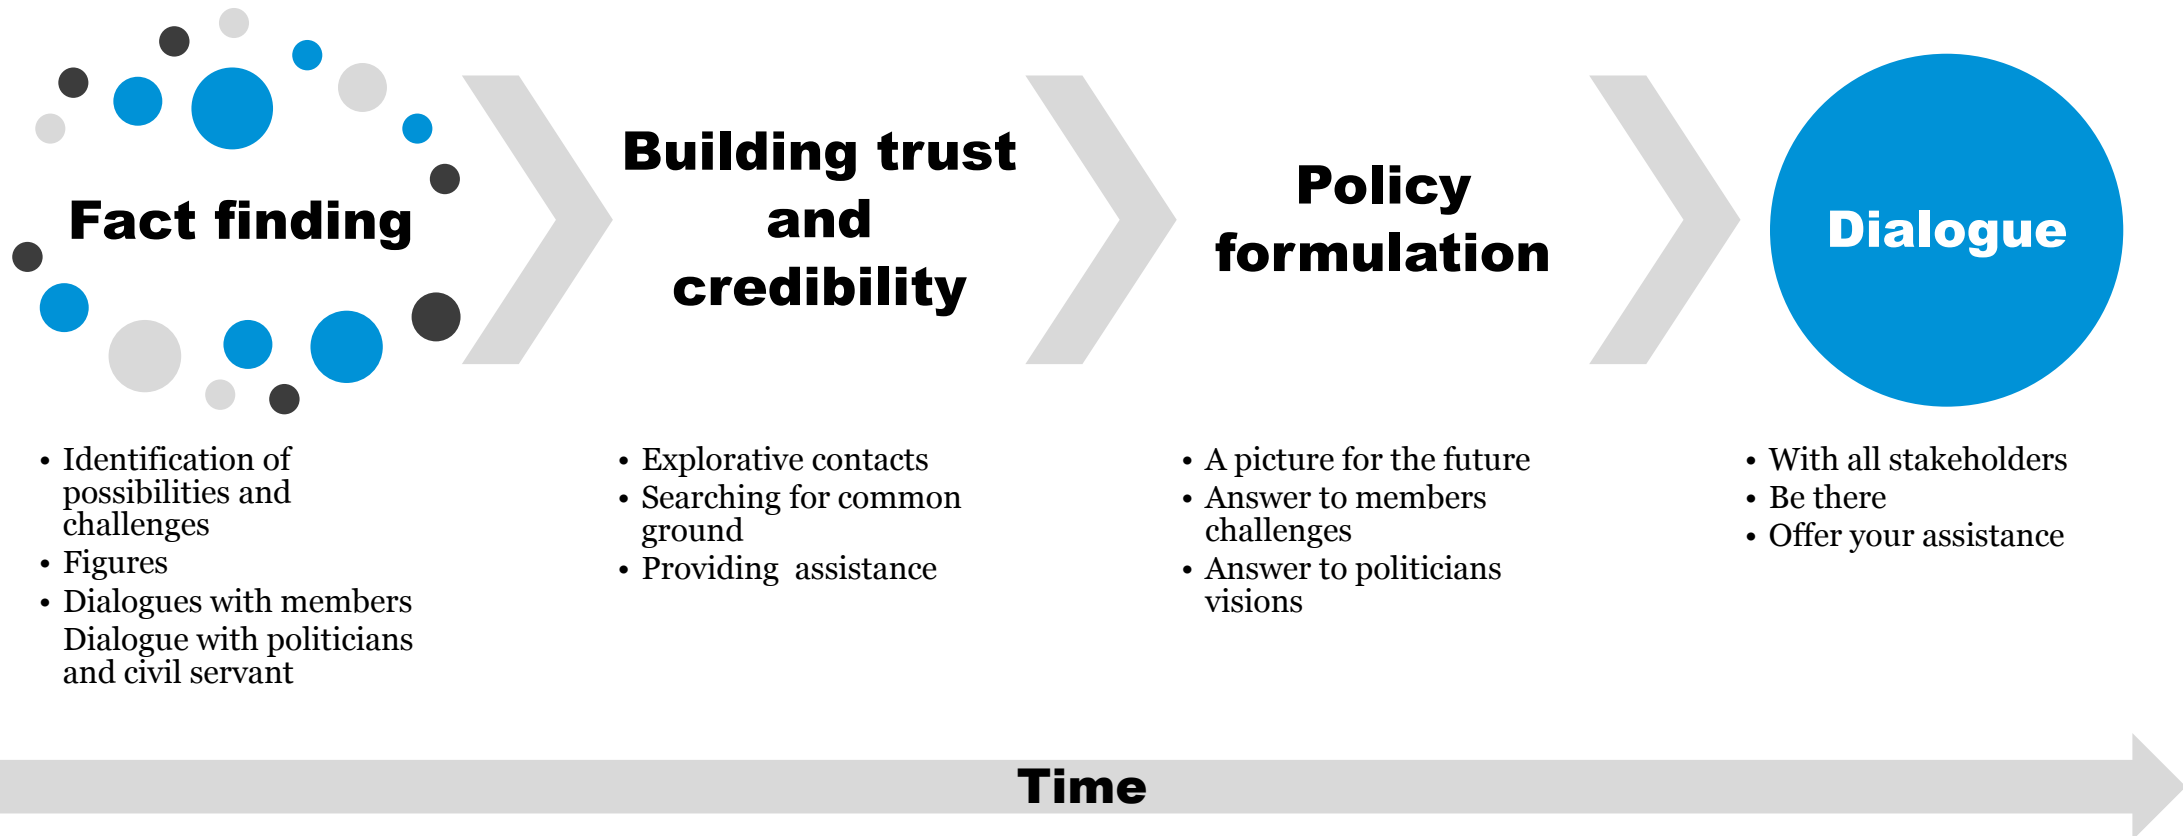 Fact finding
Building trust
and
credibility
Policy
formulation
Dialogue
• Identification of
possibilities and
challenges
• Figures
• Dialogues with members
Dialogue with politicians
and civil servant
• Explorative contacts
• Searching for common
ground
• Providing  assistance
• A picture for the future
• Answer to members
challenges
• Answer to politicians
visions
• With all stakeholders
• Be there
• Offer your assistance
Time